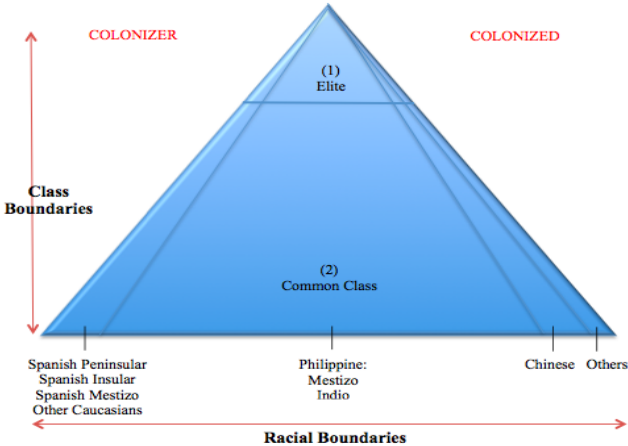 COLONIZER
COLONIZED
(1)
Elite
Class
Boundaries
(2)
Common Class
Spanish Peninsular
Spanish Insular
Spanish Mestizo
Other Caucasians
Philippine:
Mestizo
Indio
Chinese
Others
Racial Boundaries